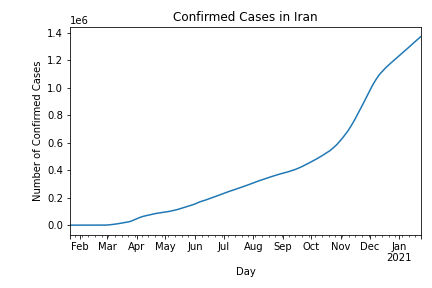 Confirmed Cases in Iran
1e6
1.4
1.2
1.0
0.8
0.6
0.4
0.2
0.0
Number of Confirmed Cases
Feb Mar Apr May Jun Jul Aug Sep Oct Nov Dec Jan
2021
Day